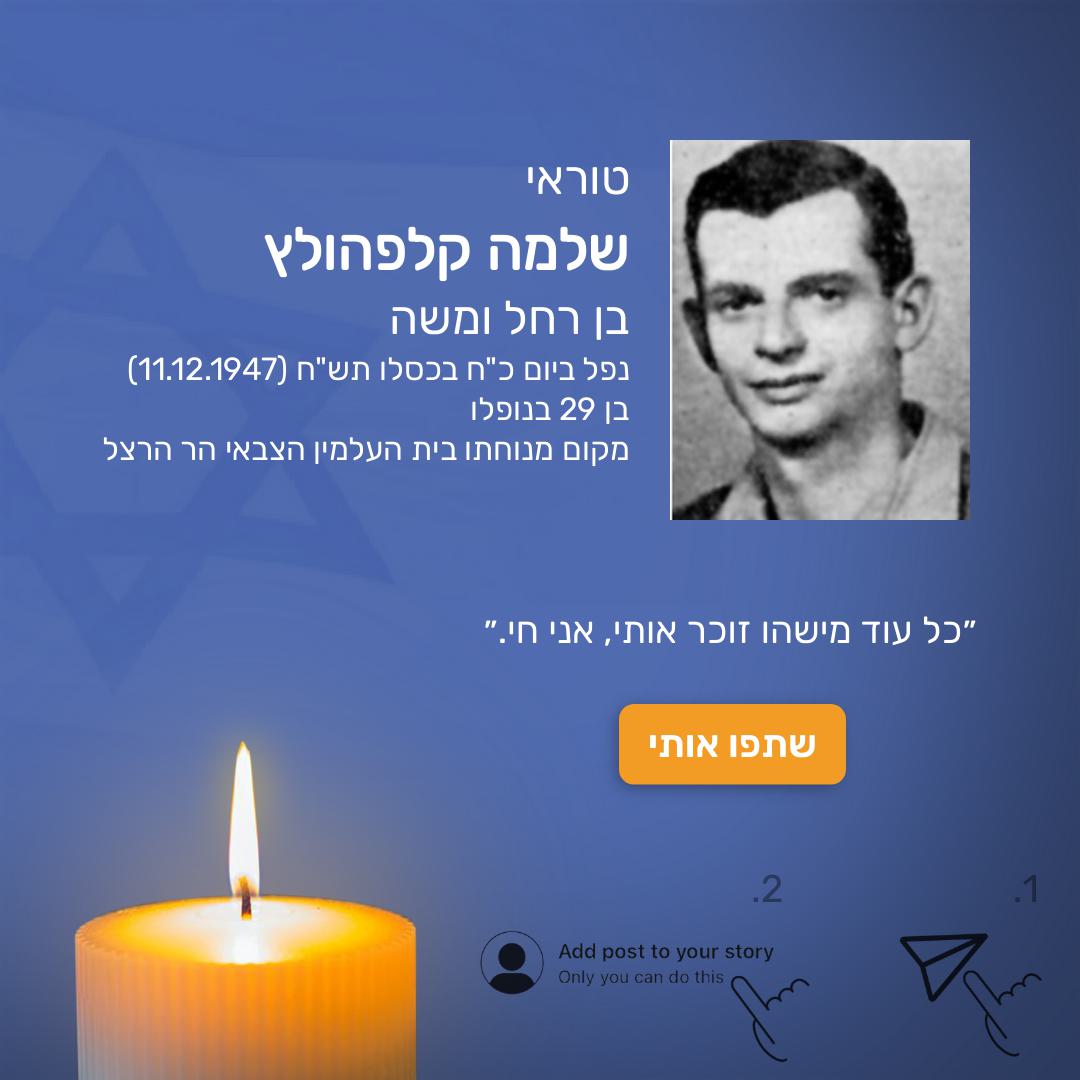 טוראי
שלמה קלפהולץ
בן רחל ומשה
נפל ביום כ"ח בכסלו תש"ח (11.12.1947)
בן 29 בנופלו
מקום מנוחתו בית העלמין הצבאי הר הרצל
״כל עוד מישהו זוכר אותי, אני חי.״
שתפו אותי
1.
2.
Add post to your story
Only you can do this